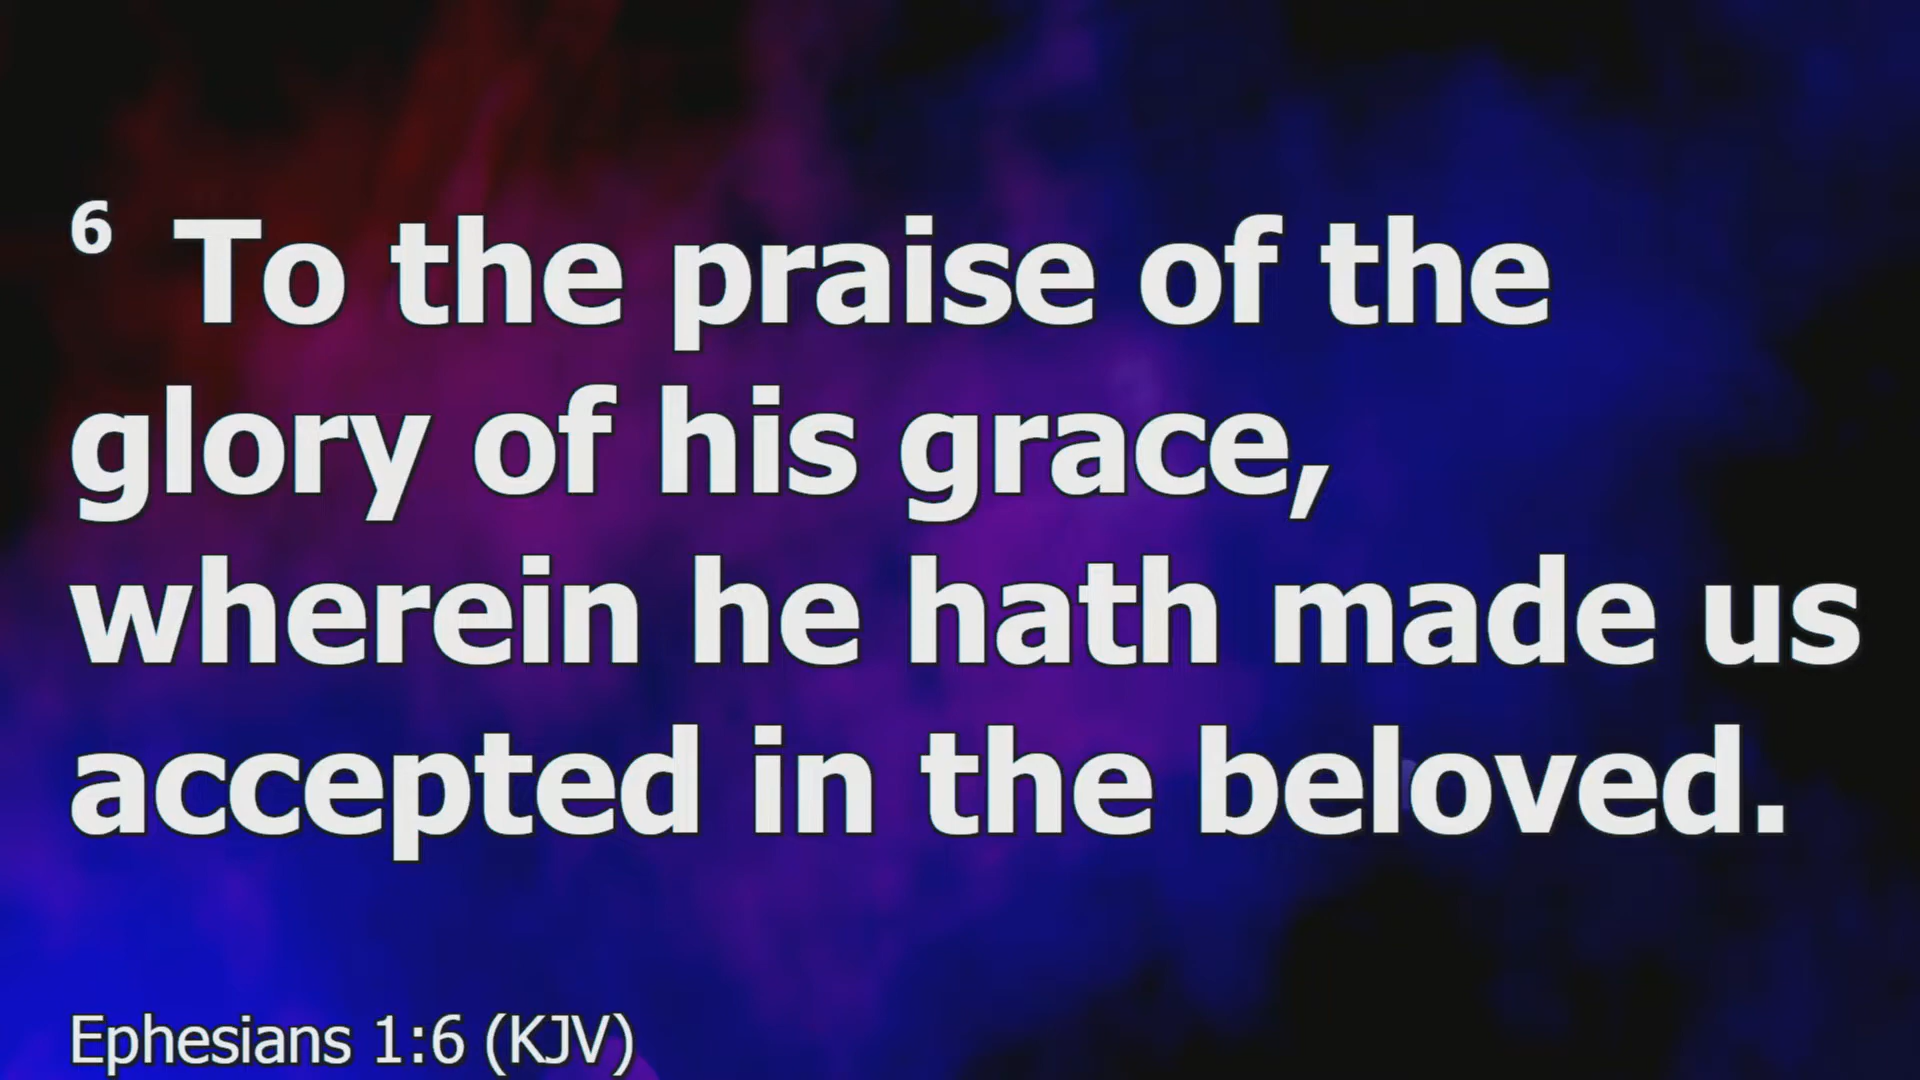 6 To the praise of the
glory of his grace,
wherein he hath made us
accepted in the beloved.
Ephesians 1:6 (KJV)